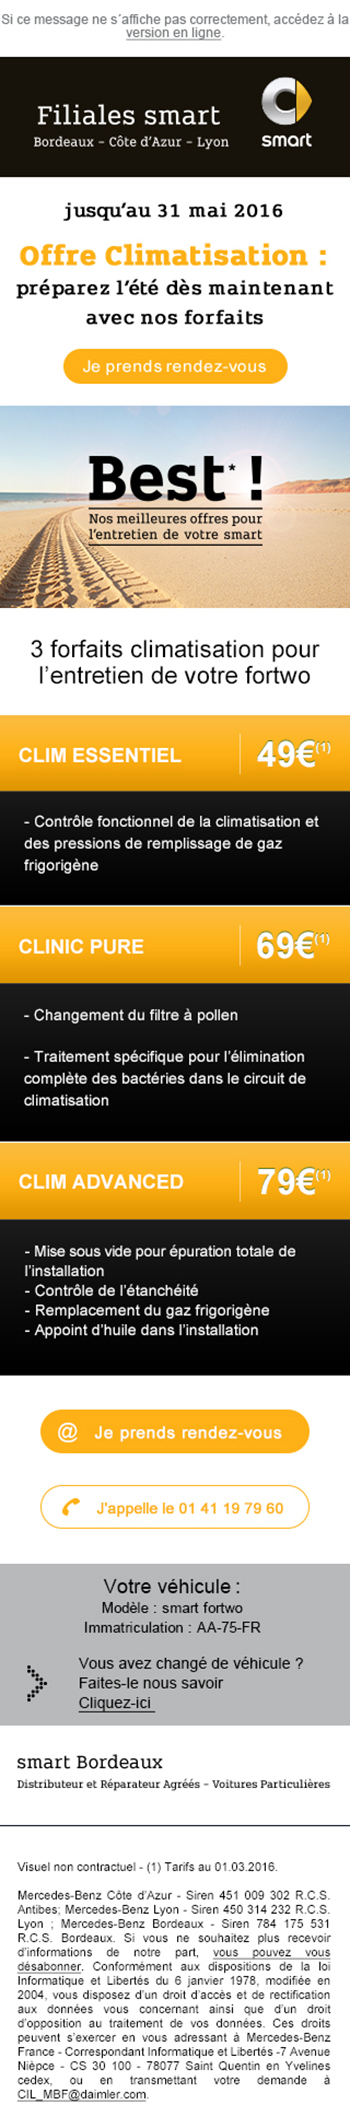 Si ce message ne s´affiche pas correctement, accédez à la
version en ligne.
Filiales smart
Bordeaux - Côte d'Azur - Lyon
smart
jusqu'au 31 mai 2016
Offre Climatisation :
préparez l'été dès maintenant
avec nos forfaits
Je prends rendez-vous
Best* !
Nos meilleures offres pour
l'entretien de votre smart
3 forfaits climatisation pour
l'entretien de votre fortwo
CLIM ESSENTIEL 49€(1)
- Contrôle fonctionnel de la climatisation et
des pressions de remplissage de gaz
frigorigène
CLINIC PURE 69€(1)
- Changement du filtre à pollen
- Traitement spécifique pour l'élimination
complète des bactéries dans le circuit de
climatisation
CLIM ADVANCED 79€(1)
- Mise sous vide pour épuration totale de
l'installation
- Contrôle de l'étanchéité
- Remplacement du gaz frigorigène
- Appoint d'huile dans l'installation
@ Je prends rendez-vous
J'appelle le 01 41 19 79 60
Votre véhicule :
Modèle : smart fortwo
Immatriculation : AA-75-FR
Vous avez changé de véhicule ?
Faites-le nous savoir
Cliquez-ici
smart Bordeaux
Distributeur et Réparateur Agréés - Voitures Particulières
Visuel non contractuel - (1) Tarifs au 01.03.2016.
Mercedes-Benz Côte d'Azur - Siren 451 009 302 R.C.S.
Antibes; Mercedes-Benz Lyon - Siren 450 314 232 R.C.S.
Lyon ; Mercedes-Benz Bordeaux - Siren 784 175 531
R.C.S. Bordeaux. Si vous ne souhaitez plus recevoir
d'informations de notre part, vous pouvez vous
désabonner. Conformément aux dispositions de la loi
Informatique et Libertés du 6 janvier 1978, modifiée en
2004, vous disposez d'un droit d'accès et de rectification
aux données vous concernant ainsi que d'un droit
d'opposition au traitement de vos données. Ces droits
peuvent s'exercer en vous adressant à Mercedes-Benz
France - Correspondant Informatique et Libertés -7 Avenue
Nièpce - CS 30 100 - 78077 Saint Quentin en Yvelines
cedex, ou en transmettant votre demande à
CIL_MBF@daimler.com.